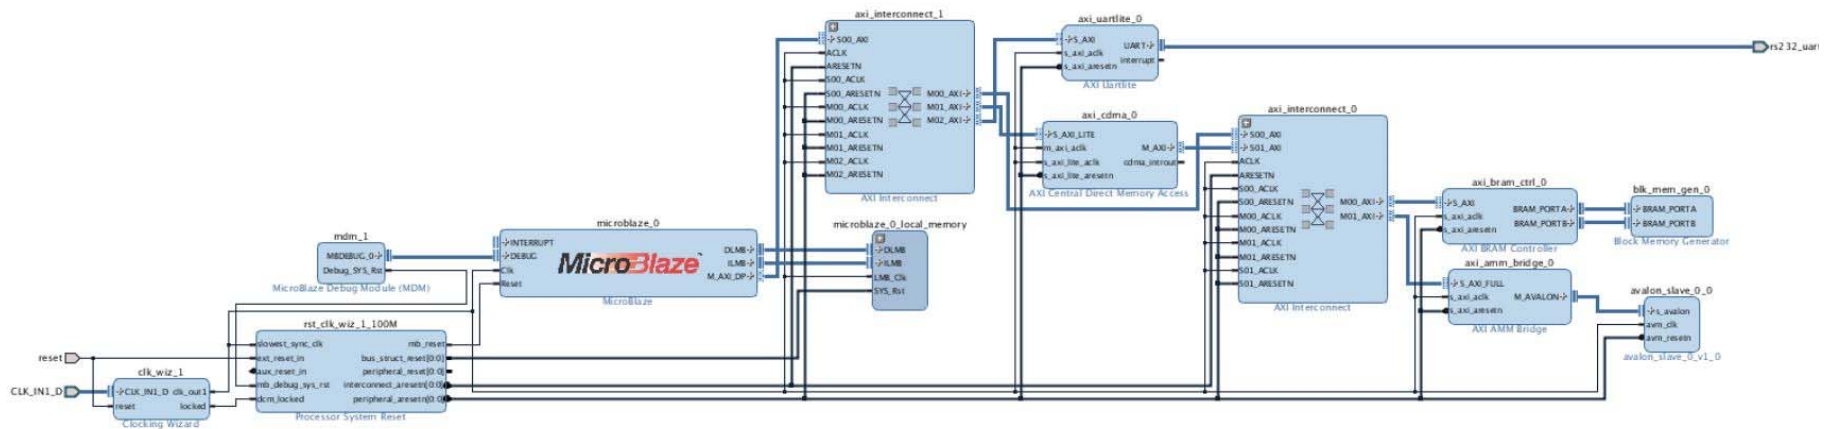 axi_interconnect_1
S00_AXI
ACLK
ARESETN
S00_ACLK
S00_ARESETN
M00_ACLK
M00_ARESETN
M01_ACLK
M01_ARESETN
M02_ACLK
M02_ARESETN
M00_AXI
M01_AXI
M02_AXI
AXI Interconnect
axi_uartlite_0
S_AXI
s_axi_aclk
s_axi_aresetn
UART
interrupt
AXI Uartlite
rs232_uar
axi_cdma_0
S_AXI_LITE
m_axi_aclk
s_axi_lite_aclk
s_axi_lite_aresetn
M_AXI
cdma_introut
AXI Central Direct Memory Access
axi_interconnect_0
S00_AXI
S01_AXI
ACLK
ARESETN
S00_ACLK
S00_ARESETN
M00_ACLK
M00_ARESETN
M01_ACLK
M01_ARESETN
S01_ACLK
S01_ARESETN
M00_AXI
M01_AXI
AXI Interconnect
axi_bram_ctrl_0
S_AXI
s_axi_aclk
s_axi_aresetn
BRAM_PORTA
BRAM_PORTB
AXI BRAM Controller
blk_mem_gen_0
BRAM_PORTA
BRAM_PORTB
Block Memory Generator
axi_amm_bridge_0
S_AXI_FULL
s_axi_aclk
s_axi_aresetn
M_AVALON
AXI AMM Bridge
avalon_slave_0_0
s_avalon
avm_clk
avm_resetn
avalon_slave_0_v1_0
mdm_1
MBDEBUG_0
Debug_SYS_Rst
MicroBlaze Debug Module (MDM)
microblaze_0
INTERRUPT
DEBUG
Clk
Reset
MicroBlaze
DLMB
ILMB
M_AXI_DP
MicroBlaze
microblaze_0_local_memory
DLMB
ILMB
LMB_Clk
SYS_Rst
rst_clk_wiz_1_100M
slowest_sync_clk
ext_reset_in
aux_reset_in
mb_debug_sys_rst
dcm_locked
mb_reset
bus_struct_reset[0:0]
peripheral_reset[0:0]
interconnect_aresetn[0:0]
peripheral_aresetn[0:0]
Processor System Reset
reset
CLK_IN1_D
clk_wiz_1
CLK_IN1_D
reset
clk_out1
locked
Clocking Wizard